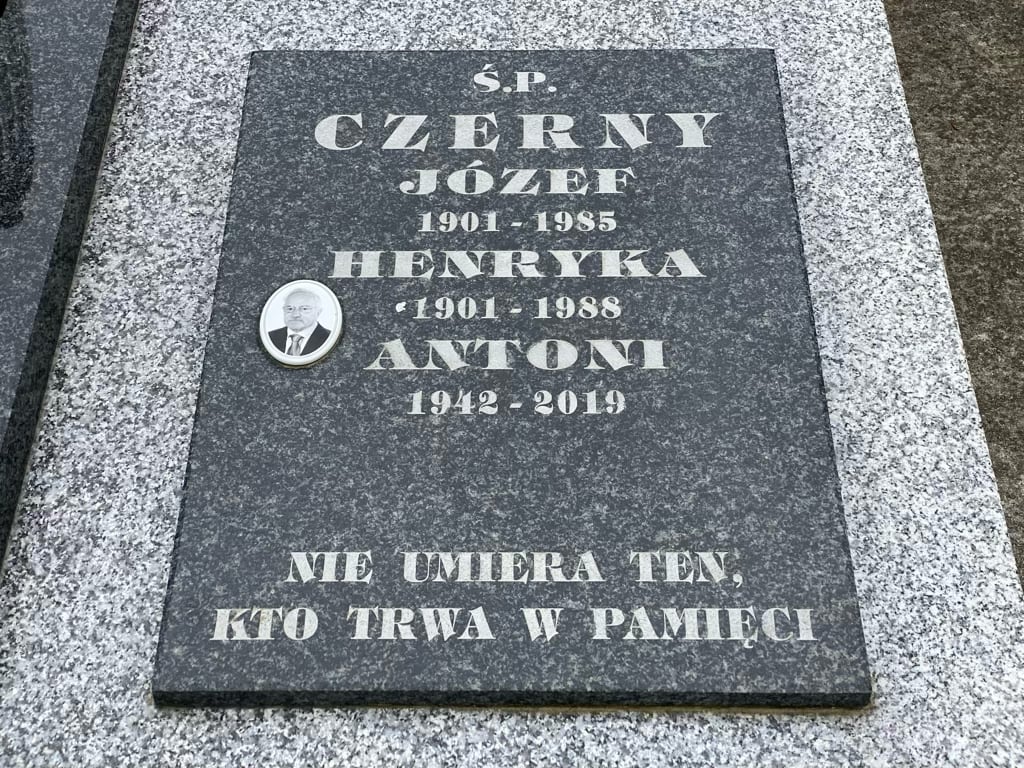 Ś.P.
CZERNY
JÓZEF
1901 - 1985
HENRYKA
1901 - 1988
ANTONI
1942 - 2019
NIE UMIERA TEN,
KTO TRWA W PAMIĘCI